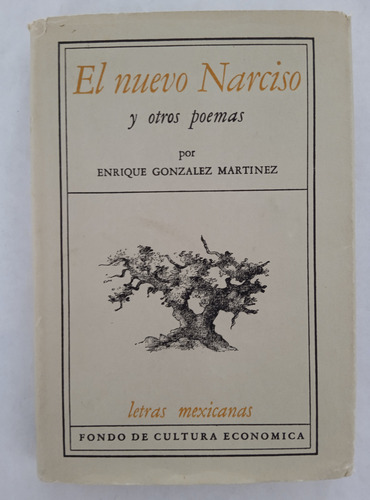 El nuevo Narciso
y otros poemas
por
ENRIQUE GONZALEZ MARTINEZ
letras mexicanas
FONDO DE CULTURA ECONOMICA